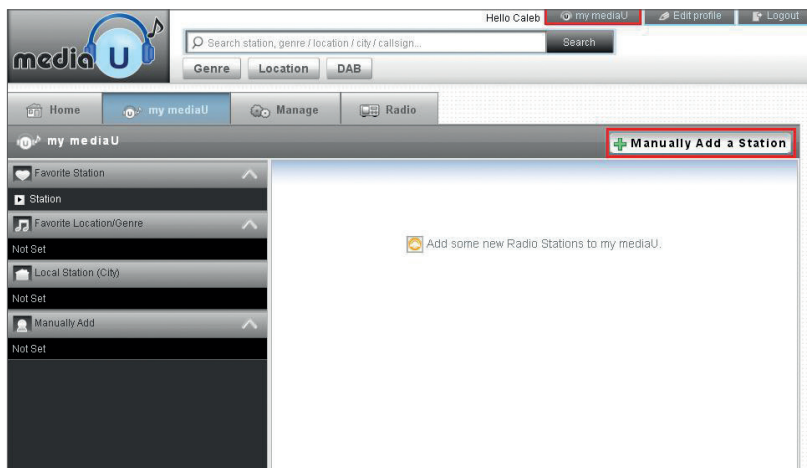 Hello Caleb my mediaU Edit profile Logout
media U
Search station, genre / location / city / callsign... Search
Genre Location DAB
Home my mediaU Manage Radio
my mediaU Manually Add a Station
Favorite Station
Station
Favorite Location/Genre
Not Set
Local Station (City)
Not Set
Manually Add
Not Set
Add some new Radio Stations to my mediaU.